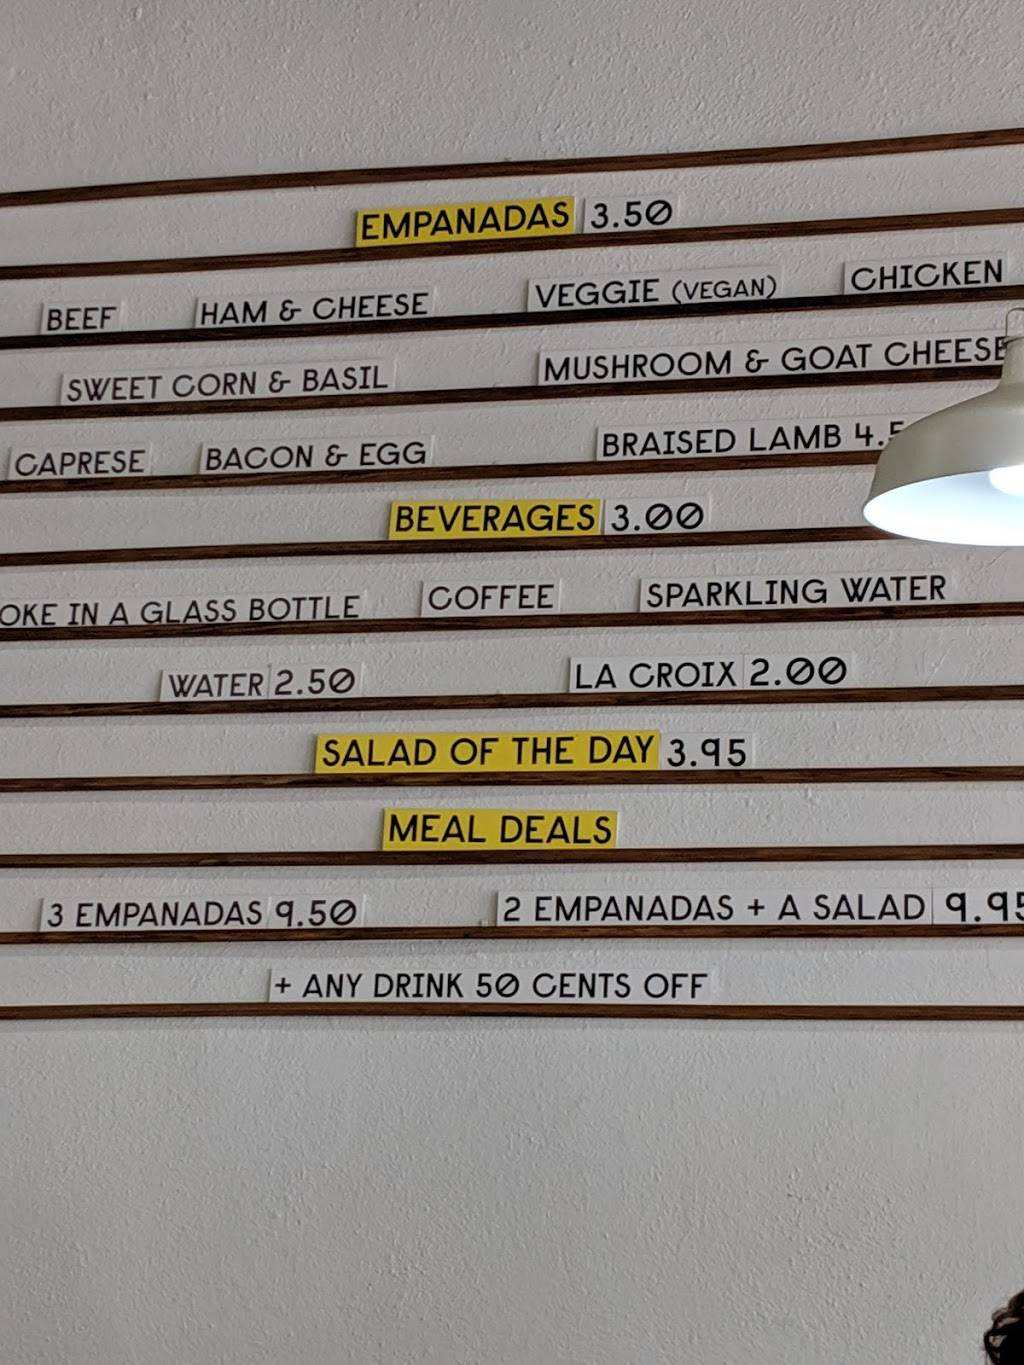 EMPANADAS 3.50
BEEF HAM & CHEESE VEGGIE (VEGAN) CHICKEN
SWEET CORN & BASIL MUSHROOM & GOAT CHEESE
CAPRESE BACON & EGG BRAISED LAMB
BEVERAGES 3.00
OKE IN A GLASS BOTTLE COFFEE SPARKLING WATER
WATER 2.50 LA CROIX 2.00
SALAD OF THE DAY 3.95
MEAL DEALS
3 EMPANADAS 9.50 2 EMPANADAS + A SALAD 9.95
+ ANY DRINK 50 CENTS OFF